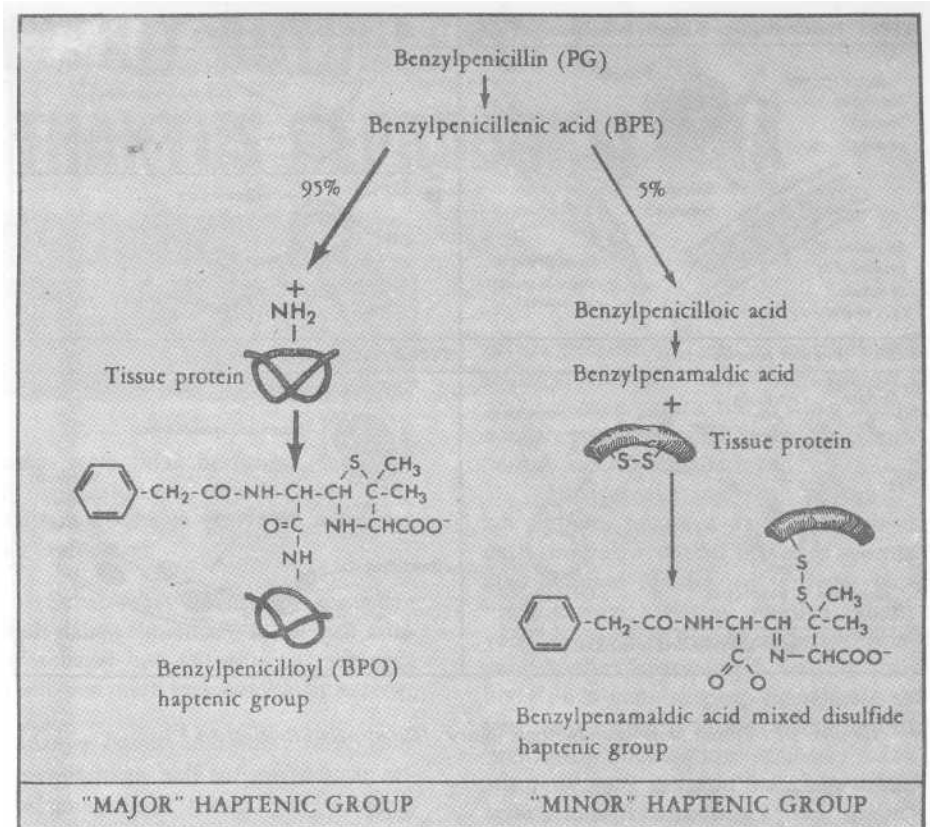 Benzylpenicillin (PG)
Benzylpenicillenic acid (BPE)
95%
5%
+
NH₂
Tissue protein
S
CH₃
CH₂-CO-NH-CH-CH C-CH₃
O=C NH-CHCOO⁻
NH
Benzylpenicilloyl (BPO)
haptenic group
Benzylpenicilloic acid
Benzylpenamaldic acid
+
S-S
Tissue protein
S
S
CH₃
CH₂-CO-NH-CH-CH C-CH₃
C N-CHCOO⁻
O O
Benzylpenamaldic acid mixed disulfide
haptenic group
"MAJOR" HAPTENIC GROUP
"MINOR" HAPTENIC GROUP